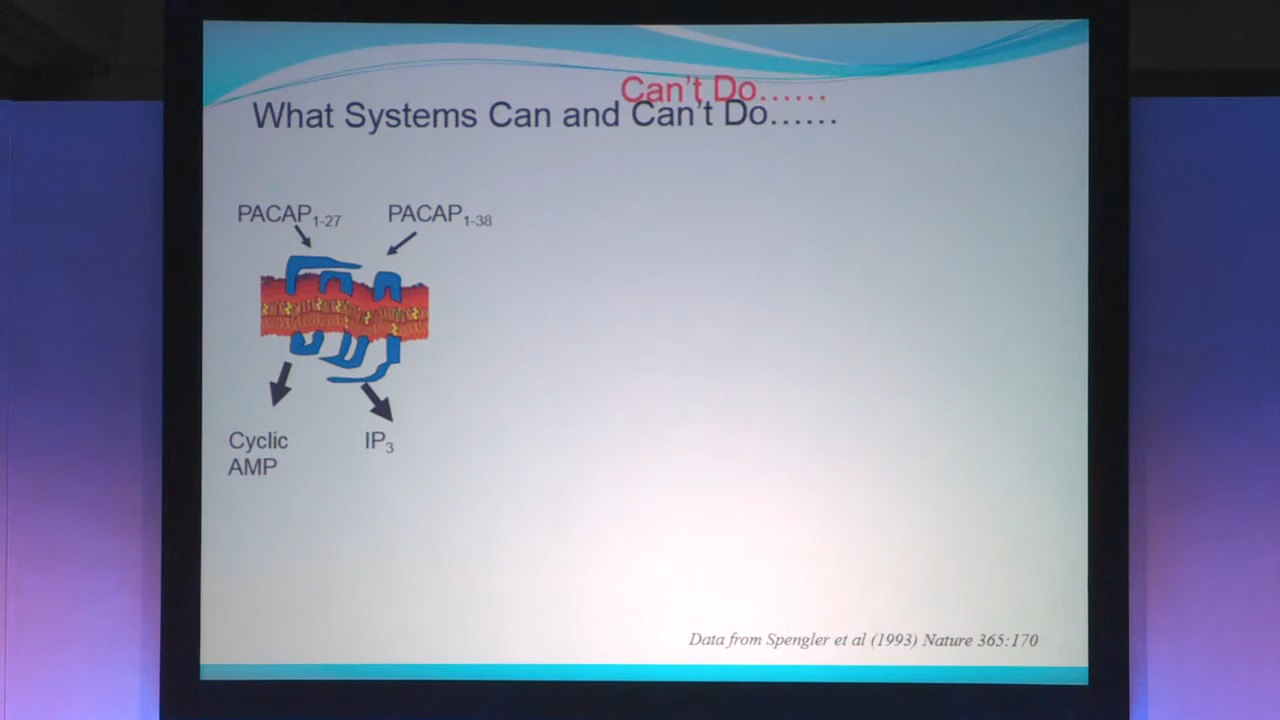 Can't Do......
What Systems Can and Can't Do......
PACAP1-27 PACAP1-38
Cyclic AMP
IP3
Data from Spengler et al (1993) Nature 365:170